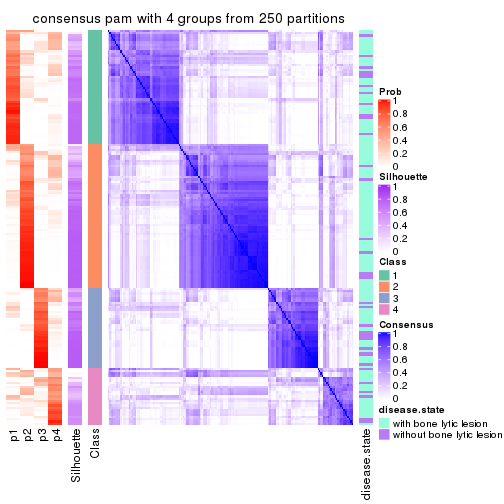 consensus pam with 4 groups from 250 partitions
Prob
1
0.8
0.6
0.4
0.2
0
Silhouette
1
0.8
0.6
0.4
0.2
0
Class
1
2
3
4
Consensus
1
0.8
0.6
0.4
0.2
0
disease.state
with bone lytic lesion
without bone lytic lesion
p1
p2
p3
p4
Silhouette
Class
disease.state